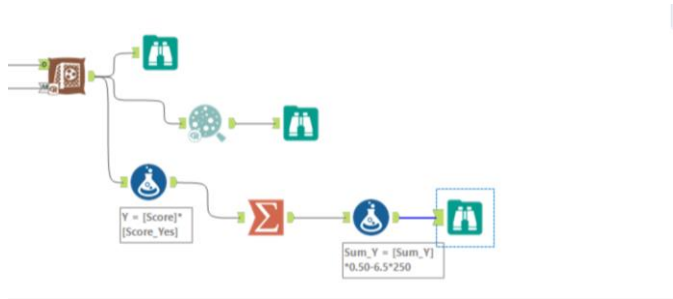 Y = [Score]*
[Score_Yes]
Sum_Y = [Sum_Y]
*0.50-6.5*250